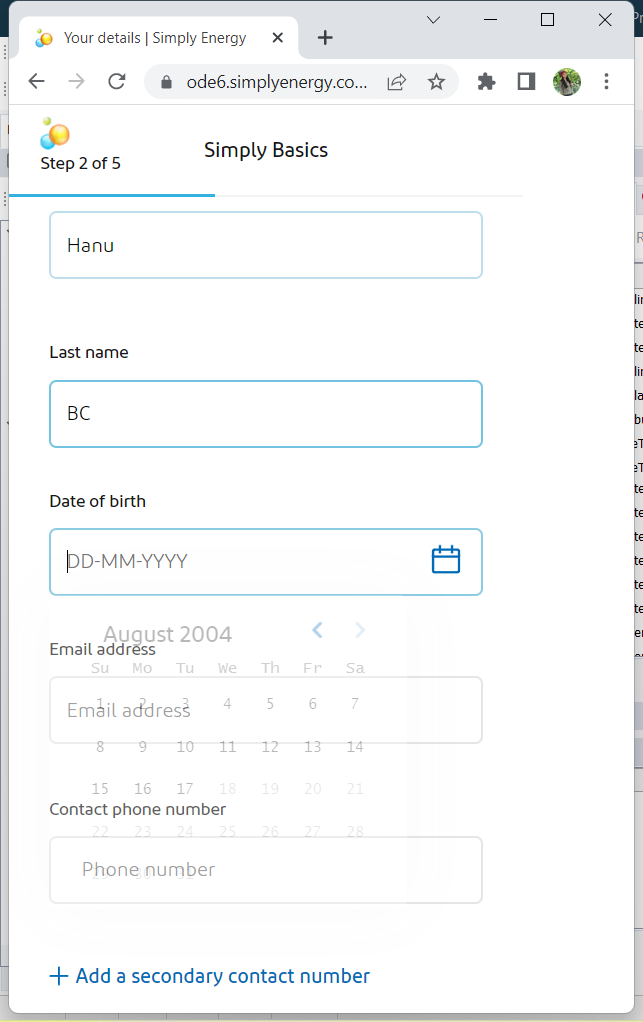 Your details | Simply Energy
ode6.simplyenergy.co...
Step 2 of 5
Simply Basics
Hanu
Last name
BC
Date of birth
DD-MM-YYYY
August 2004
Email address
Su Mo Tu We Th Fr Sa
1 2 3 4 5 6 7
Email address
8 9 10 11 12 13 14
15 16 17 18 19 20 21
Contact phone number
22 23 24 25 26 27 28
Phone number
Add a secondary contact number